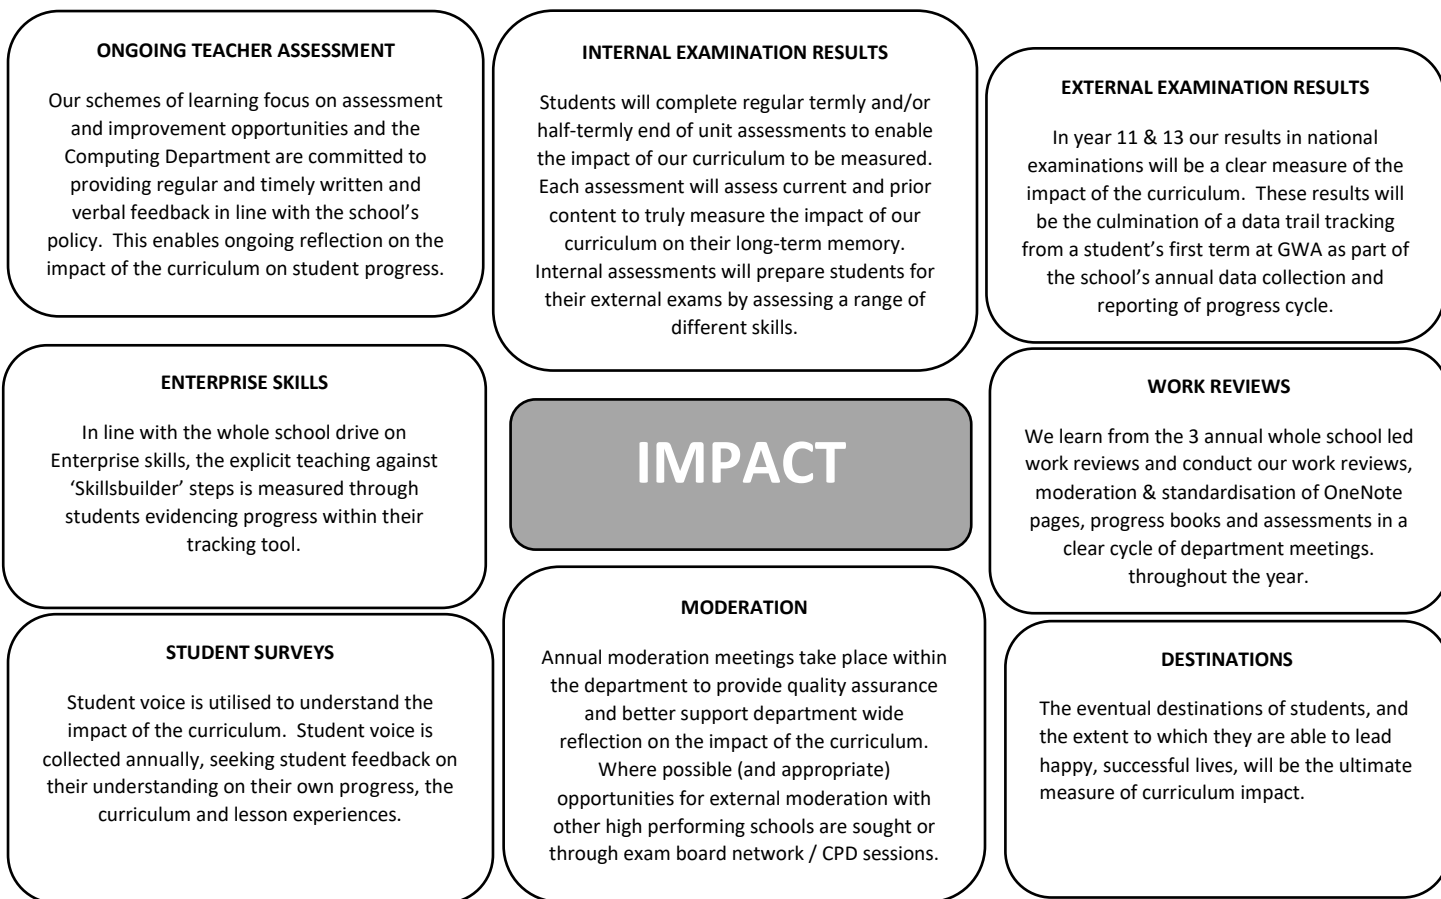 ONGOING TEACHER ASSESSMENT
Our schemes of learning focus on assessment
and improvement opportunities and the
Computing Department are committed to
providing regular and timely written and
verbal feedback in line with the school’s
policy.  This enables ongoing reflection on the
impact of the curriculum on student progress.
INTERNAL EXAMINATION RESULTS
Students will complete regular termly and/or
half-termly end of unit assessments to enable
the impact of our curriculum to be measured.
Each assessment will assess current and prior
content to truly measure the impact of our
curriculum on their long-term memory.
Internal assessments will prepare students for
their external exams by assessing a range of
different skills.
EXTERNAL EXAMINATION RESULTS
In year 11 & 13 our results in national
examinations will be a clear measure of the
impact of the curriculum.  These results will
be the culmination of a data trail tracking
from a student’s first term at GWA as part of
the school’s annual data collection and
reporting of progress cycle.
ENTERPRISE SKILLS
In line with the whole school drive on
Enterprise skills, the explicit teaching against
‘Skillsbuilder’ steps is measured through
students evidencing progress within their
tracking tool.
IMPACT
WORK REVIEWS
We learn from the 3 annual whole school led
work reviews and conduct our work reviews,
moderation & standardisation of OneNote
pages, progress books and assessments in a
clear cycle of department meetings.
throughout the year.
STUDENT SURVEYS
Student voice is utilised to understand the
impact of the curriculum.  Student voice is
collected annually, seeking student feedback on
their understanding on their own progress, the
curriculum and lesson experiences.
MODERATION
Annual moderation meetings take place within
the department to provide quality assurance
and better support department wide
reflection on the impact of the curriculum.
Where possible (and appropriate)
opportunities for external moderation with
other high performing schools are sought or
through exam board network / CPD sessions.
DESTINATIONS
The eventual destinations of students, and
the extent to which they are able to lead
happy, successful lives, will be the ultimate
measure of curriculum impact.